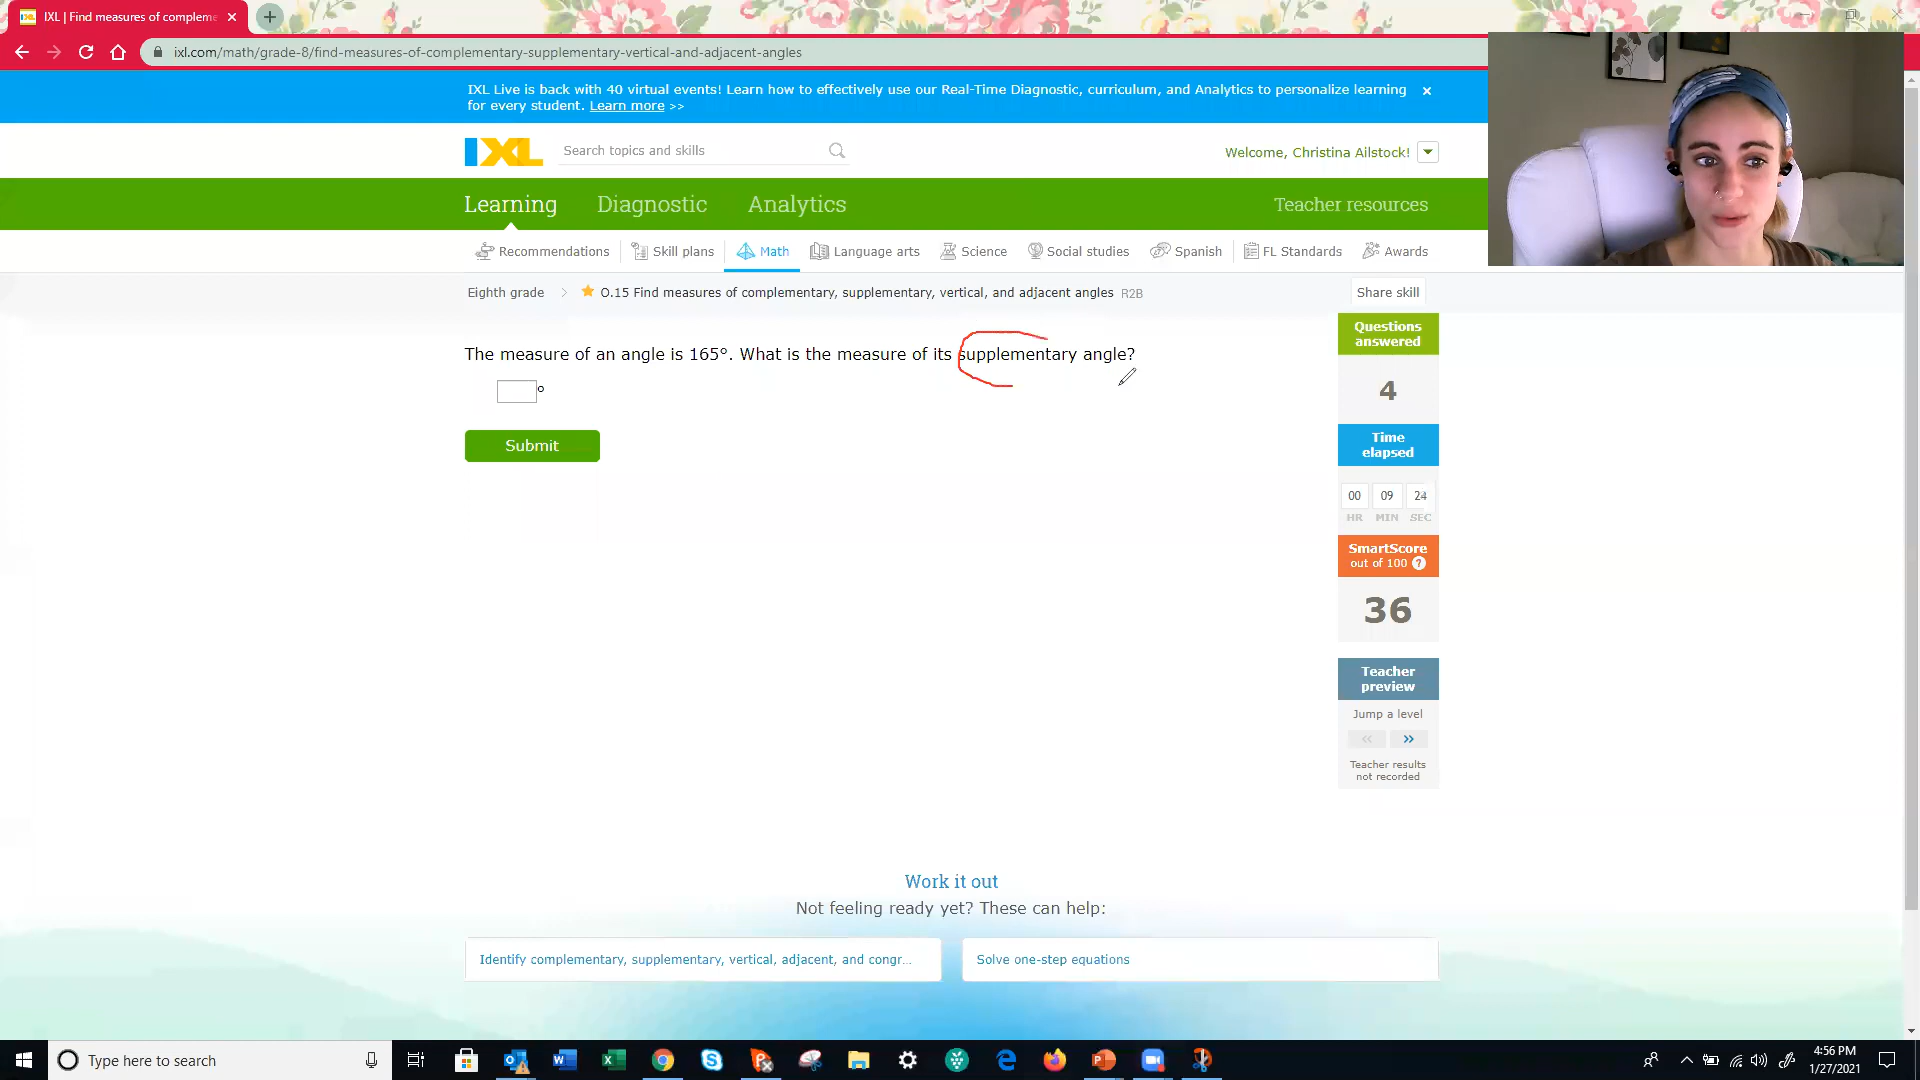 IXL | Find measures of compleme
ixl.com/math/grade-8/find-measures-of-complementary-supplementary-vertical-and-adjacent-angles
IXL Live is back with 40 virtual events! Learn how to effectively use our Real-Time Diagnostic, curriculum, and Analytics to personalize learning
for every student. Learn more >>
IXL
Search topics and skills
Welcome, Christina Ailstock!
Learning
Diagnostic
Analytics
Teacher resources
Recommendations
Skill plans
Math
Language arts
Science
Social studies
Spanish
FL Standards
Awards
Eighth grade
O.15 Find measures of complementary, supplementary, vertical, and adjacent angles R2B
Share skill
The measure of an angle is 165°. What is the measure of its supplementary angle?
°
Submit
Questions
answered
4
Time
elapsed
00 09 24
HR MIN SEC
SmartScore
out of 100 ?
36
Teacher
preview
Jump a level
<< >>
Teacher results
not recorded
Work it out
Not feeling ready yet? These can help:
Identify complementary, supplementary, vertical, adjacent, and congr...
Solve one-step equations
Type here to search
4:56 PM
1/27/2021